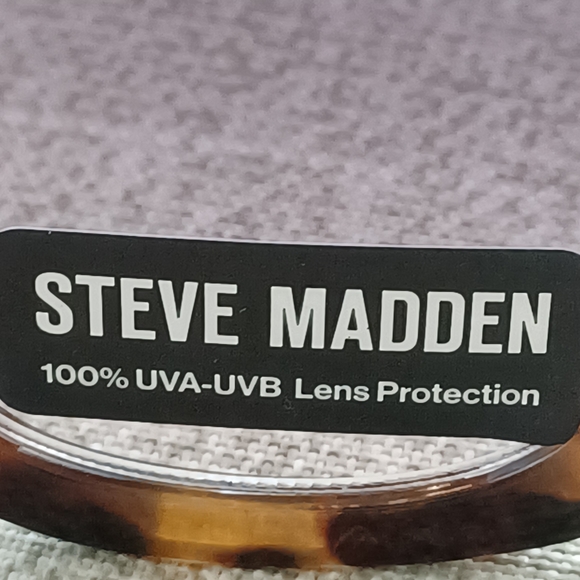 STEVE MADDEN
100% UVA-UVB Lens Protection